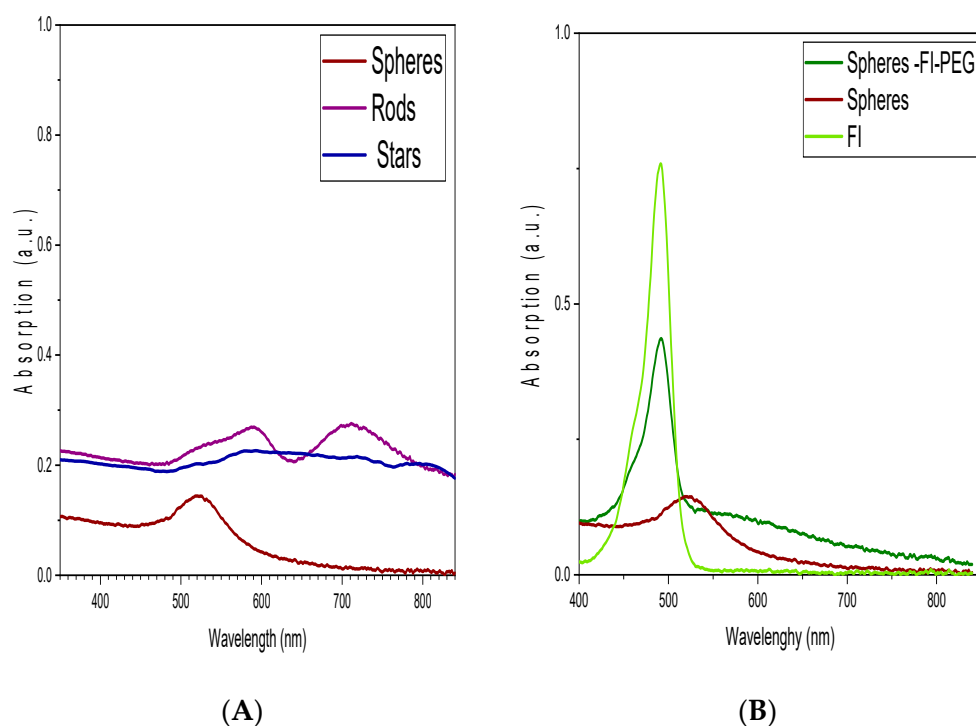 Spheres
Rods
Stars
Absorption (a.u.)
1.0
0.8
0.6
0.4
0.2
0.0
400 500 600 700 800
Wavelength (nm)
(A)
Spheres -FI-PEG
Spheres
FI
Absorption (a.u.)
1.0
0.5
0.0
400 500 600 700 800
Wavelenghy (nm)
(B)